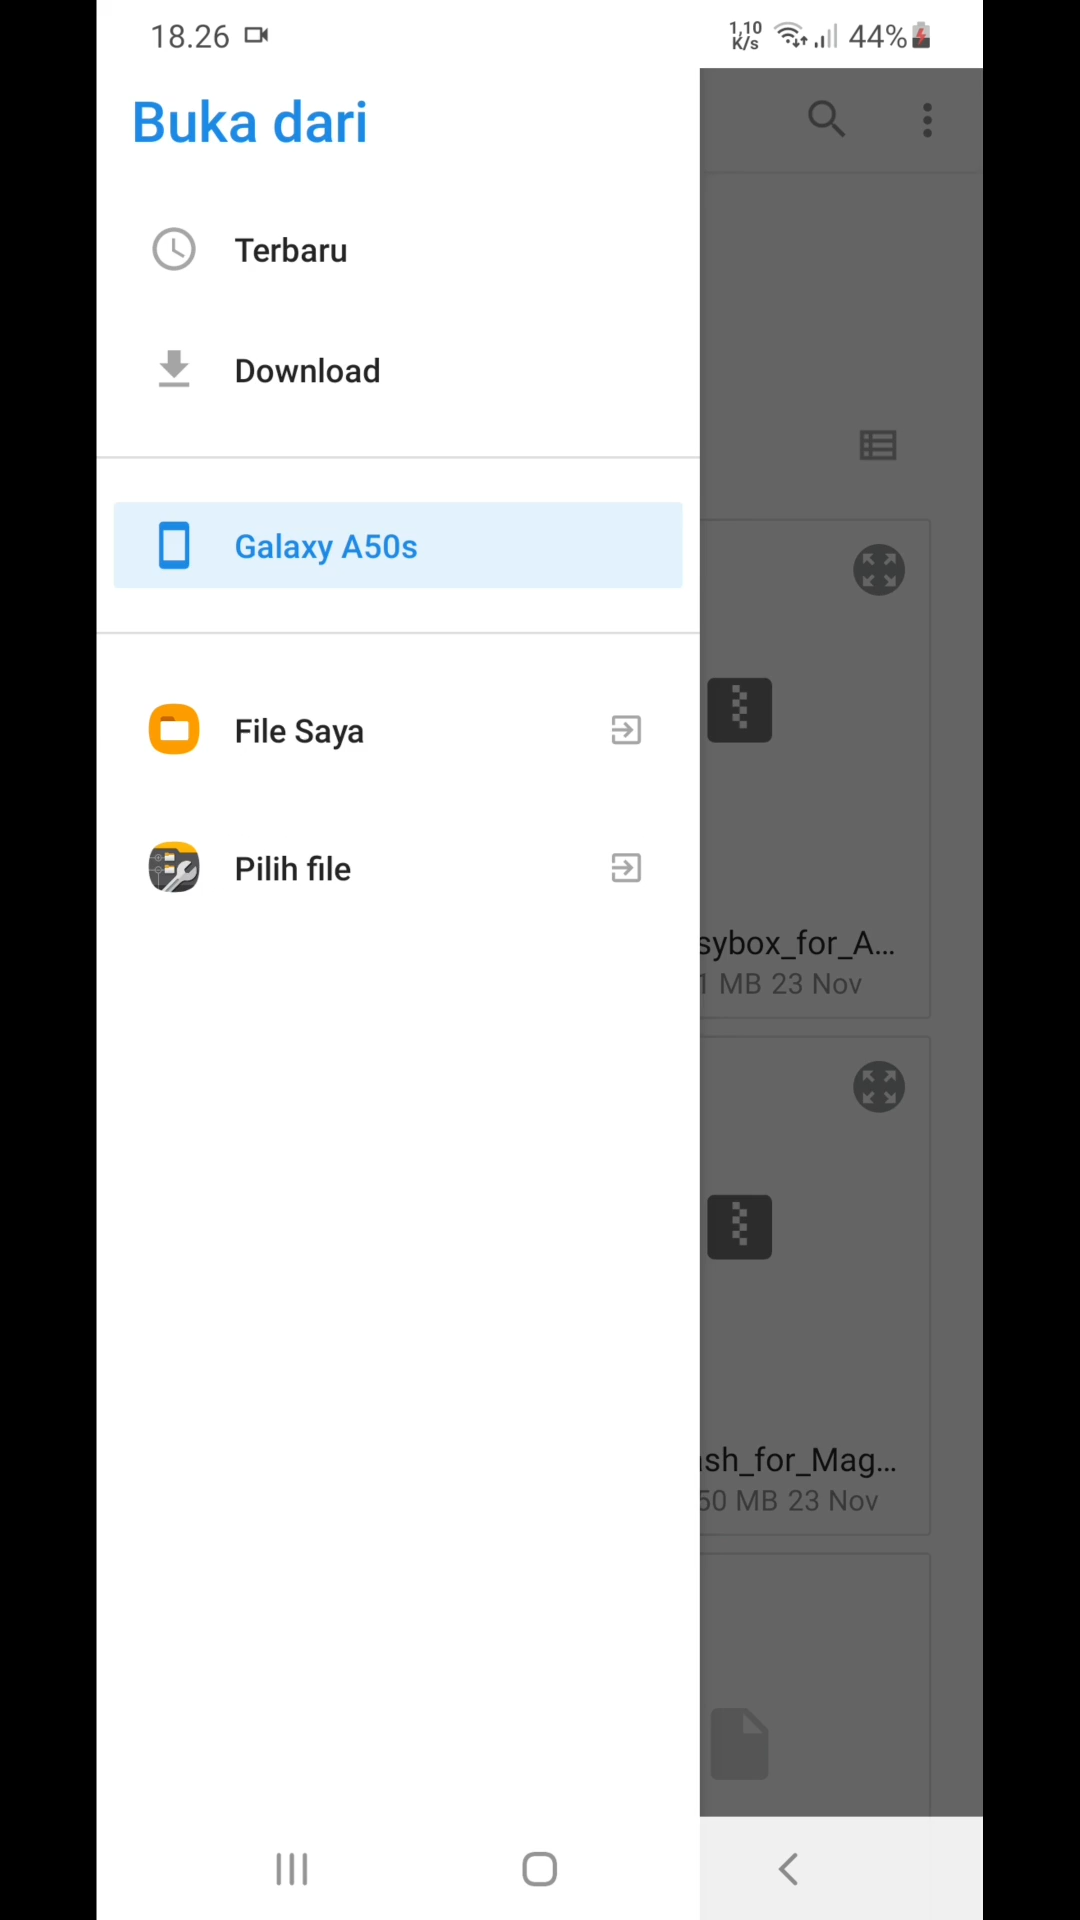 18.26
1,10 K/s
44%
Buka dari
Terbaru
Download
Galaxy A50s
File Saya
Pilih file
sybox_for_A...
1 MB 23 Nov
sh_for_Mag...
50 MB 23 Nov